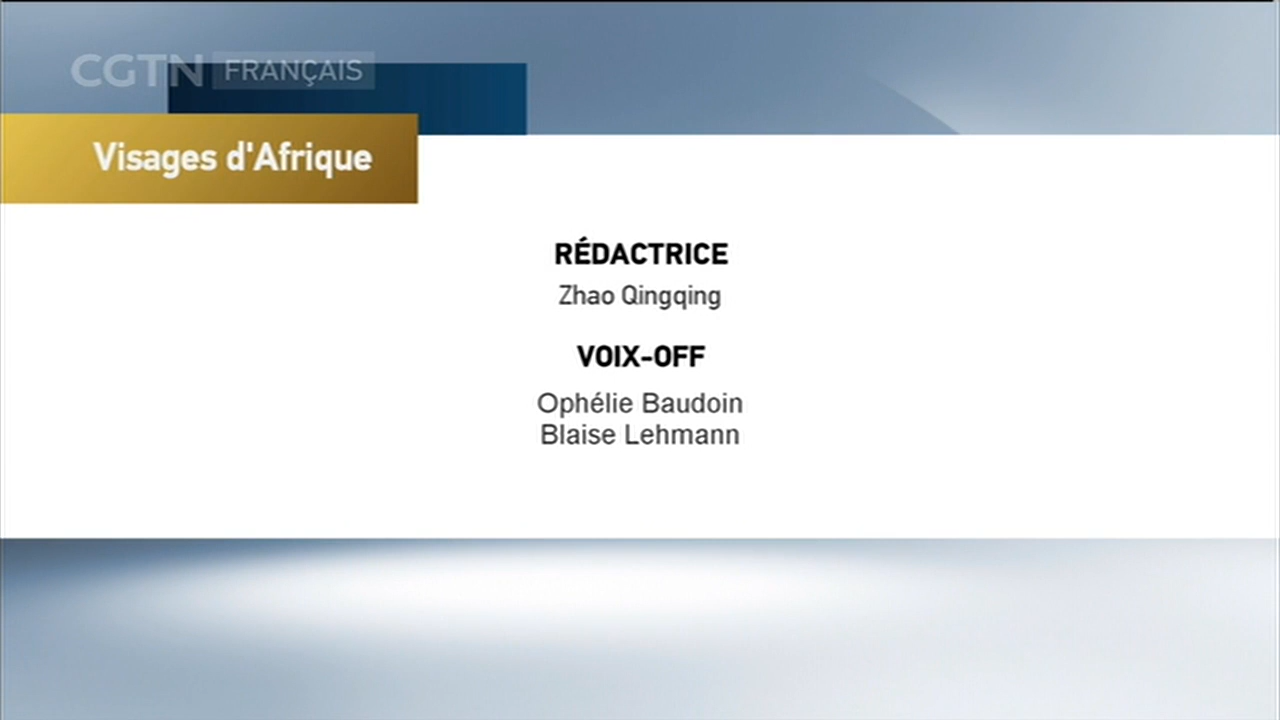 CGTN FRANÇAIS
Visages d'Afrique
RÉDACTRICE
Zhao Qingqing
VOIX-OFF
Ophélie Baudoin
Blaise Lehmann